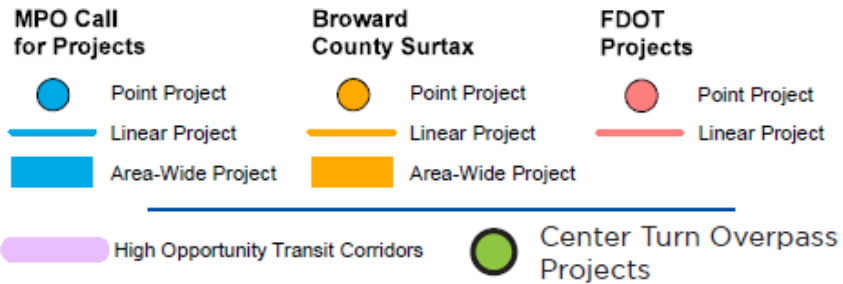 MPO Call
for Projects
Point Project
Linear Project
Area-Wide Project
Broward
County Surtax
Point Project
Linear Project
Area-Wide Project
FDOT
Projects
Point Project
Linear Project
High Opportunity Transit Corridors
Center Turn Overpass
Projects